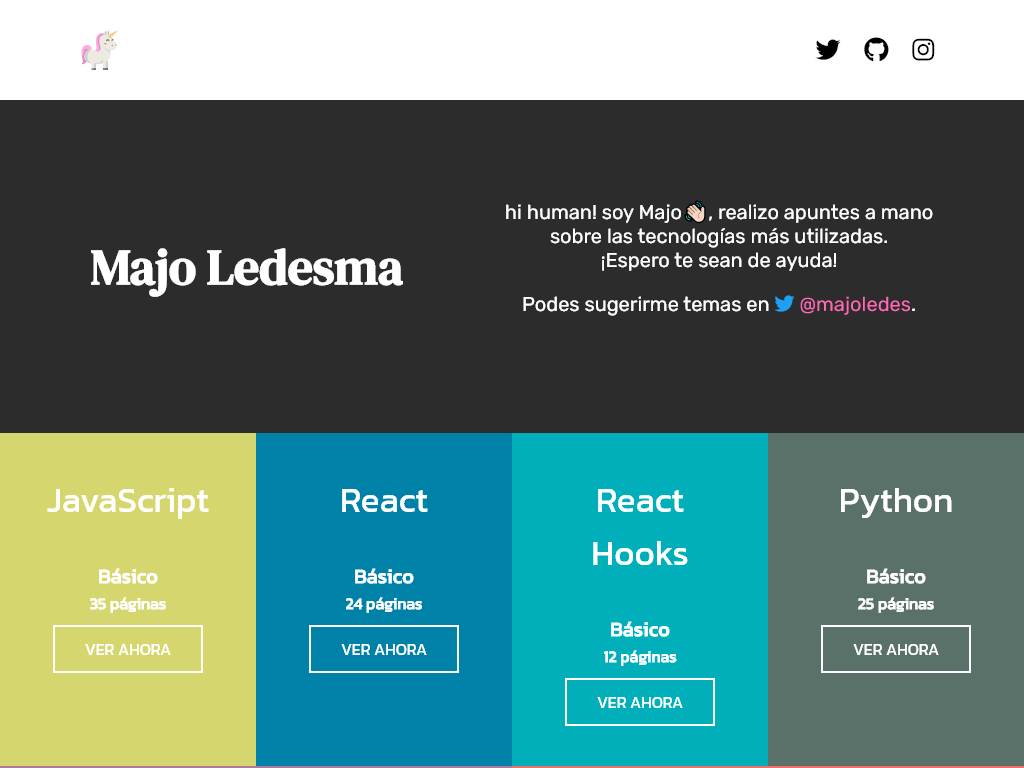 Majo Ledesma
hi human! soy Majo 👋🏻, realizo apuntes a mano
sobre las tecnologías más utilizadas.
¡Espero te sean de ayuda!
Podes sugerirme temas en @majoledes.
JavaScript
Básico
35 páginas
VER AHORA
React
Básico
24 páginas
VER AHORA
React
Hooks
Básico
12 páginas
VER AHORA
Python
Básico
25 páginas
VER AHORA